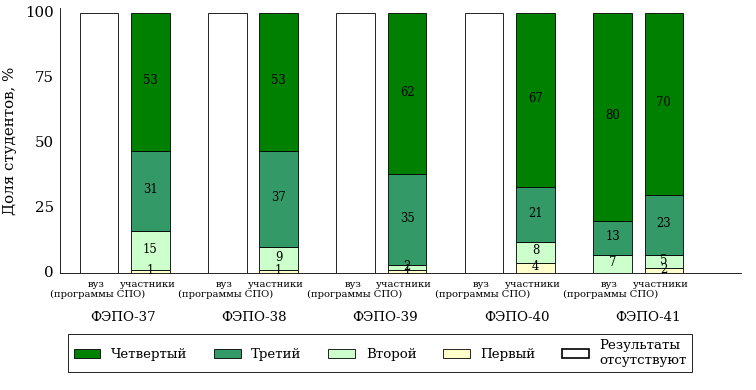 Доля студентов, %
100
75
50
25
0
53
31
15
1
53
37
9
1
62
35
2
1
67
21
8
4
80
13
7
70
23
5
2
вуз
(программы СПО)
участники
вуз
(программы СПО)
участники
вуз
(программы СПО)
участники
вуз
(программы СПО)
участники
вуз
(программы СПО)
участники
ФЭПО-37
ФЭПО-38
ФЭПО-39
ФЭПО-40
ФЭПО-41
Четвертый
Третий
Второй
Первый
Результаты
отсутствуют